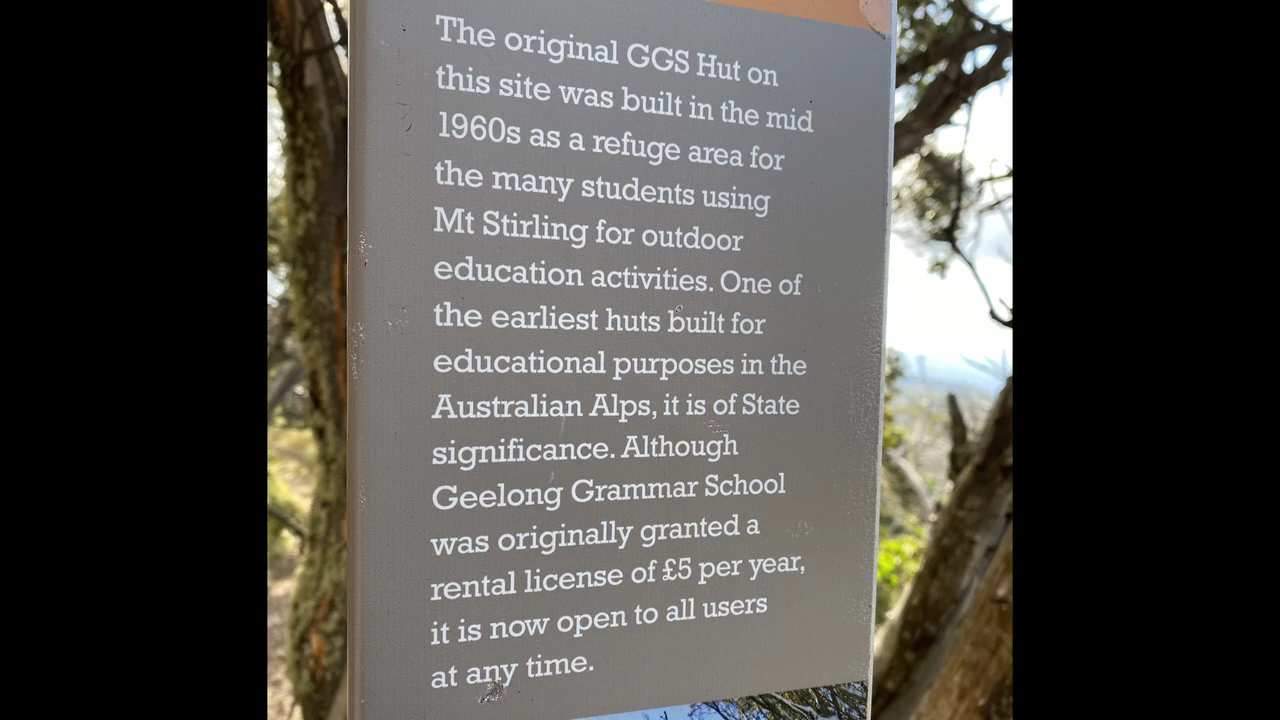 The original GGS Hut on
this site was built in the mid
1960s as a refuge area for
the many students using
Mt Stirling for outdoor
education activities. One of
the earliest huts built for
educational purposes in the
Australian Alps, it is of State
significance. Although
Geelong Grammar School
was originally granted a
rental license of £5 per year,
it is now open to all users
at any time.